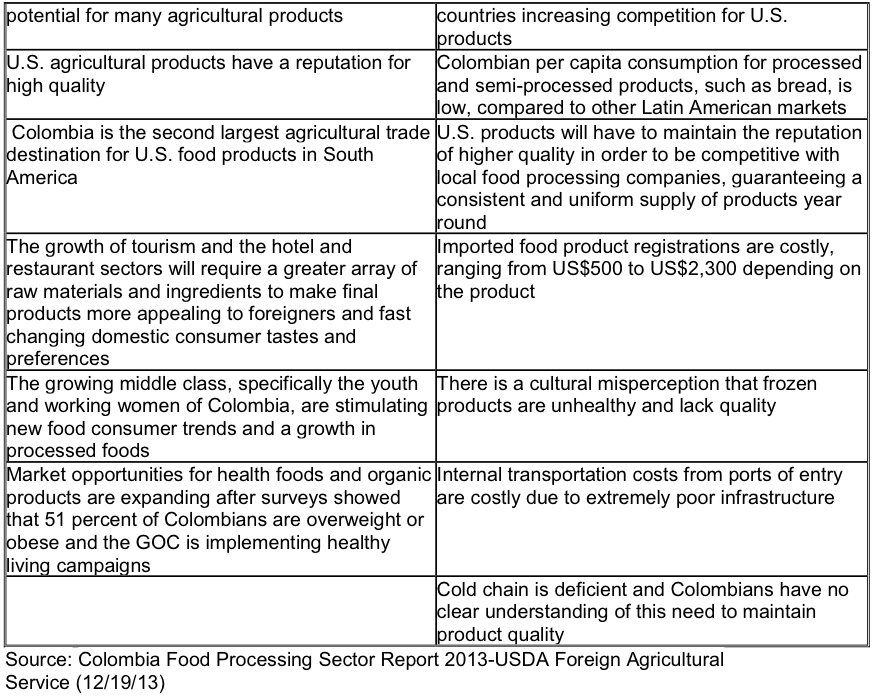 potential for many agricultural products
countries increasing competition for U.S.
products
U.S. agricultural products have a reputation for
high quality
Colombian per capita consumption for processed
and semi-processed products, such as bread, is
low, compared to other Latin American markets
Colombia is the second largest agricultural trade
destination for U.S. food products in South
America
U.S. products will have to maintain the reputation
of higher quality in order to be competitive with
local food processing companies, guaranteeing a
consistent and uniform supply of products year
round
The growth of tourism and the hotel and
restaurant sectors will require a greater array of
raw materials and ingredients to make final
products more appealing to foreigners and fast
changing domestic consumer tastes and
preferences
Imported food product registrations are costly,
ranging from US$500 to US$2,300 depending on
the product
The growing middle class, specifically the youth
and working women of Colombia, are stimulating
new food consumer trends and a growth in
processed foods
There is a cultural misperception that frozen
products are unhealthy and lack quality
Market opportunities for health foods and organic
products are expanding after surveys showed
that 51 percent of Colombians are overweight or
obese and the GOC is implementing healthy
living campaigns
Internal transportation costs from ports of entry
are costly due to extremely poor infrastructure
Cold chain is deficient and Colombians have no
clear understanding of this need to maintain
product quality
Source: Colombia Food Processing Sector Report 2013-USDA Foreign Agricultural
Service (12/19/13)